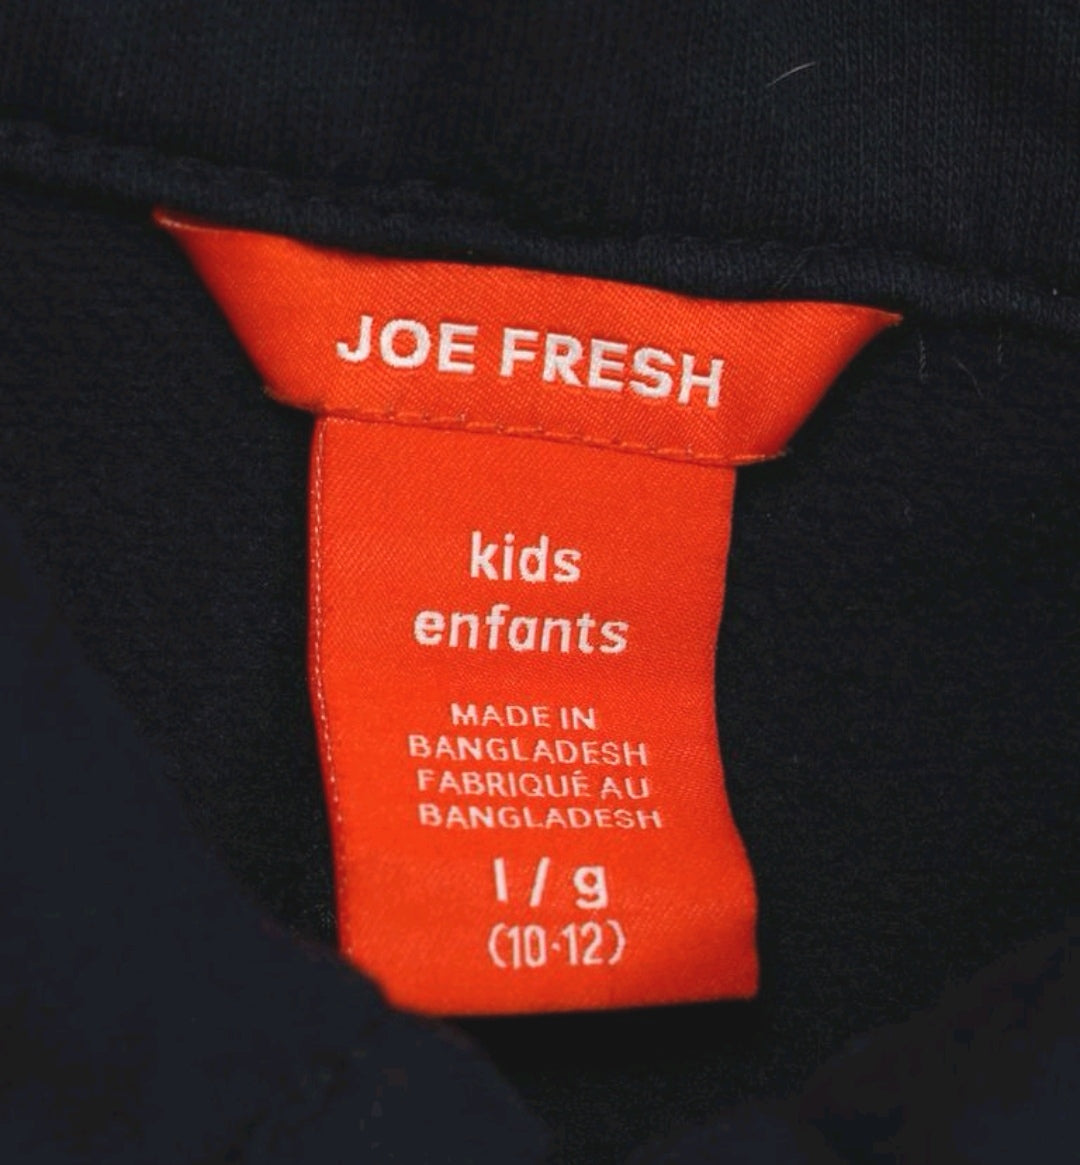 JOE FRESH
kids
enfants
MADE IN
BANGLADESH
FABRIQUÉ AU
BANGLADESH
l / g
(10-12)